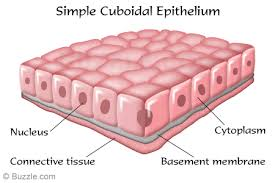 Simple Cuboidal Epithelium
Nucleus
Cytoplasm
Connective tissue
Basement membrane
© Buzzle.com